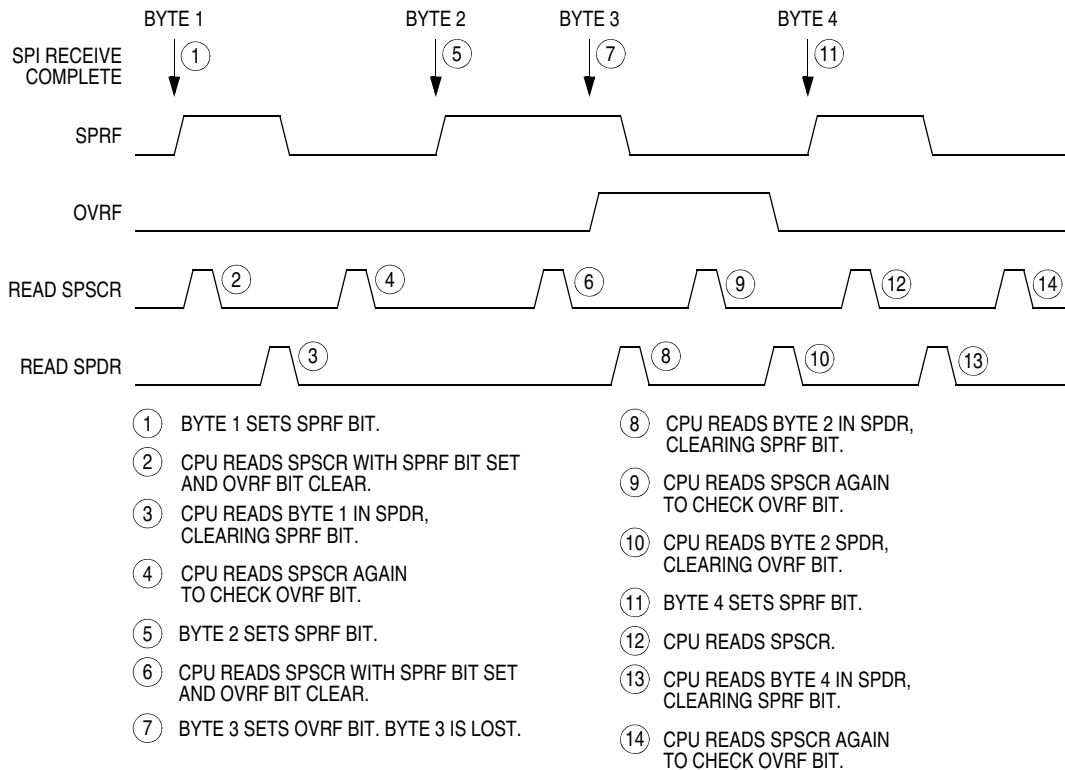 BYTE 1 BYTE 2 BYTE 3 BYTE 4
SPI RECEIVE
COMPLETE
1 5 7 11
SPRF
OVRF
READ SPSCR
2 4 6 9 12 14
READ SPDR
3 8 10 13
1 BYTE 1 SETS SPRF BIT.
2 CPU READS SPSCR WITH SPRF BIT SET
AND OVRF BIT CLEAR.
3 CPU READS BYTE 1 IN SPDR,
CLEARING SPRF BIT.
4 CPU READS SPSCR AGAIN
TO CHECK OVRF BIT.
5 BYTE 2 SETS SPRF BIT.
6 CPU READS SPSCR WITH SPRF BIT SET
AND OVRF BIT CLEAR.
7 BYTE 3 SETS OVRF BIT. BYTE 3 IS LOST.
8 CPU READS BYTE 2 IN SPDR,
CLEARING SPRF BIT.
9 CPU READS SPSCR AGAIN
TO CHECK OVRF BIT.
10 CPU READS BYTE 2 SPDR,
CLEARING OVRF BIT.
11 BYTE 4 SETS SPRF BIT.
12 CPU READS SPSCR.
13 CPU READS BYTE 4 IN SPDR,
CLEARING SPRF BIT.
14 CPU READS SPSCR AGAIN
TO CHECK OVRF BIT.